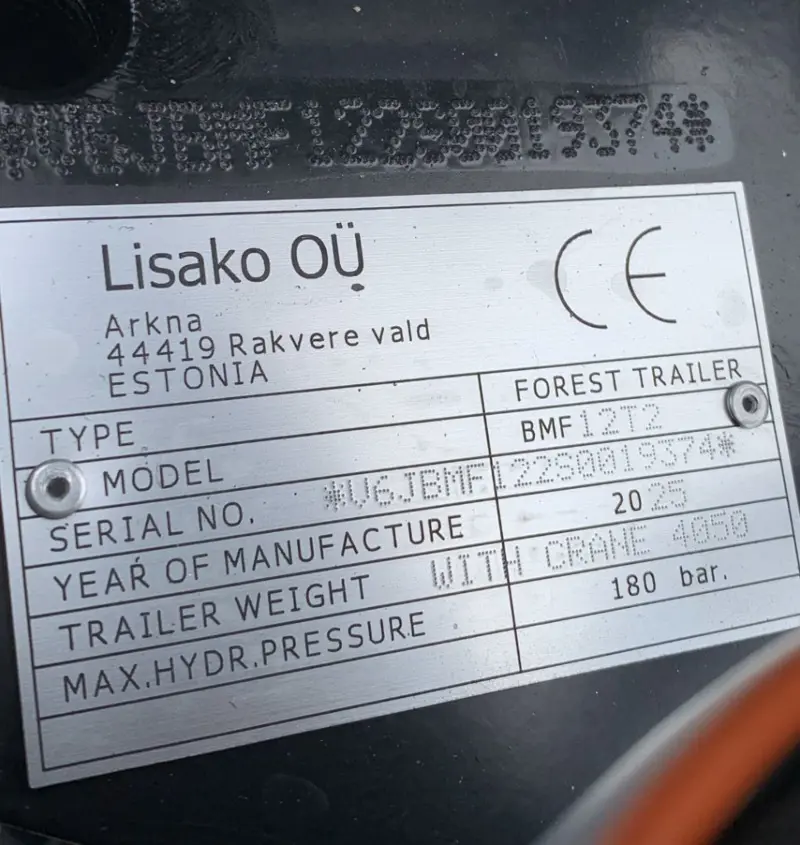 *U6JBMF122S0019374*
Lisako OÜ
CE
Arkna
44419 Rakvere vald
ESTONIA
TYPE FOREST TRAILER
MODEL BMF 12T2
SERIAL NO. *U6JBMF122S0019374*
YEAR OF MANUFACTURE 2025
TRAILER WEIGHT WITH CRANE 4050
MAX.HYDR.PRESSURE 180 bar.